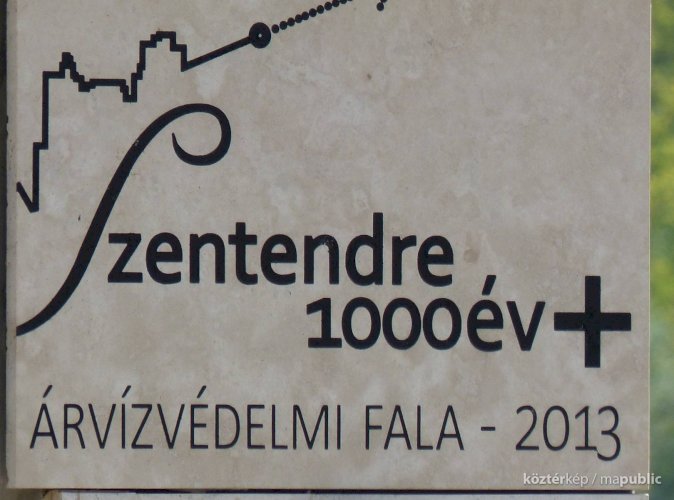 Szentendre
1000év+
ÁRVÍZVÉDELMI FALA - 2013
köztérkép / mapublic